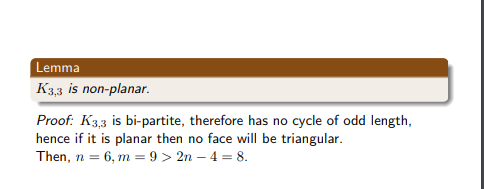 Lemma
K₃,₃ is non-planar.
Proof: K₃,₃ is bi-partite, therefore has no cycle of odd length,
hence if it is planar then no face will be triangular.
Then, n = 6, m = 9 > 2n − 4 = 8.